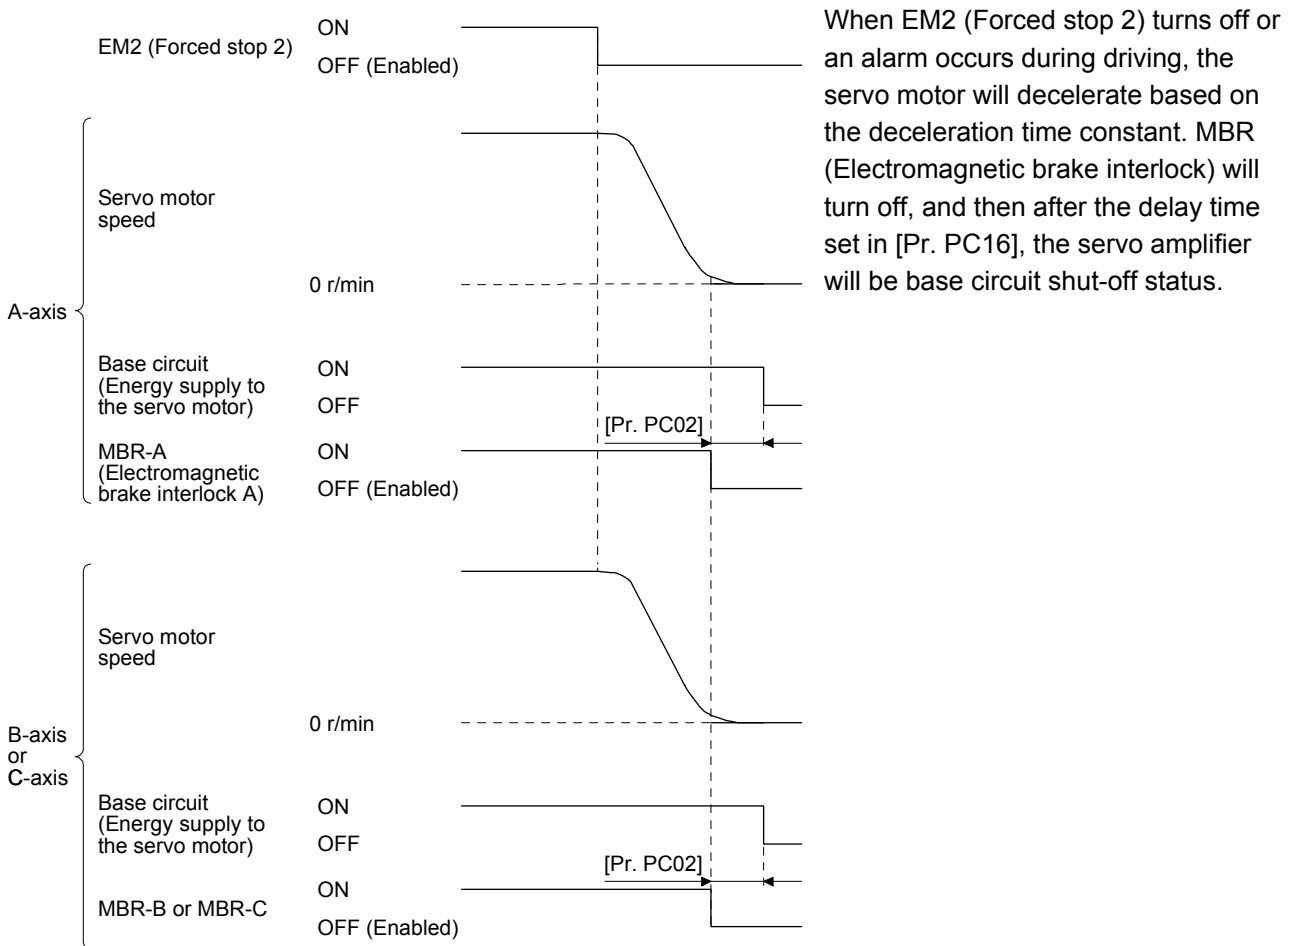 EM2 (Forced stop 2)
ON
OFF (Enabled)
When EM2 (Forced stop 2) turns off or
an alarm occurs during driving, the
servo motor will decelerate based on
the deceleration time constant. MBR
(Electromagnetic brake interlock) will
turn off, and then after the delay time
set in [Pr. PC16], the servo amplifier
will be base circuit shut-off status.
A-axis
Servo motor
speed
0 r/min
Base circuit
(Energy supply to
the servo motor)
ON
OFF
[Pr. PC02]
MBR-A
(Electromagnetic
brake interlock A)
ON
OFF (Enabled)
B-axis
or
C-axis
Servo motor
speed
0 r/min
Base circuit
(Energy supply to
the servo motor)
ON
OFF
[Pr. PC02]
MBR-B or MBR-C
ON
OFF (Enabled)